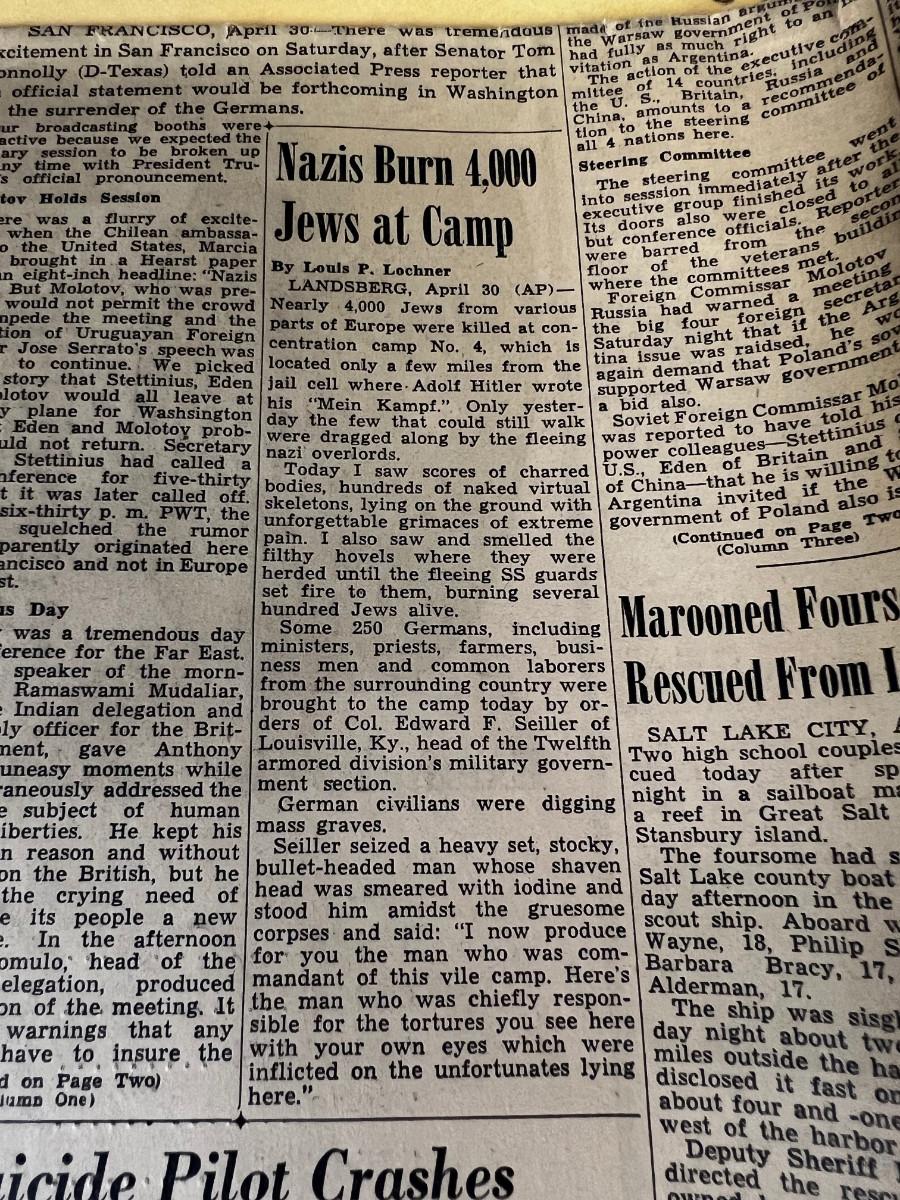 SAN FRANCISCO, April 30—There was tremendous
xcitement in San Francisco on Saturday, after Senator Tom
onnolly (D-Texas) told an Associated Press reporter that
official statement would be forthcoming in Washington
the surrender of the Germans.
ur broadcasting booths were
active because we expected the
ary session to be broken up
ny time with President Tru-
's official pronouncement.
tov Holds Session
ere was a flurry of excite-
when the Chilean ambassa-
o the United States, Marcia
brought in a Hearst paper
an eight-inch headline: "Nazis
But Molotov, who was pre-
would not permit the crowd
mpede the meeting and the
tion of Uruguayan Foreign
r Jose Serrato's speech was
to continue. We picked
story that Stettinius, Eden
olotov would all leave at
y plane for Washsington
Eden and Molotov prob-
uld not return. Secretary
Stettinius had called a
nference for five-thirty
t it was later called off.
six-thirty p. m. PWT, the
squelched the rumor
parently originated here
ancisco and not in Europe
st.
us Day
was a tremendous day
ference for the Far East.
speaker of the morn-
Ramaswami Mudaliar,
e Indian delegation and
ly officer for the Brit-
ment, gave Anthony
uneasy moments while
raneously addressed the
e subject of human
iberties. He kept his
n reason and without
on the British, but he
the crying need of
e its people a new
e. In the afternoon
omulo, head of the
elegation, produced
on of the meeting. It
warnings that any
have to insure the
d on Page Two)
lumn One)
Nazis Burn 4,000
Jews at Camp
By Louis P. Lochner
LANDSBERG, April 30 (AP)—
Nearly 4,000 Jews from various
parts of Europe were killed at con-
centration camp No. 4, which is
located only a few miles from the
jail cell where Adolf Hitler wrote
his "Mein Kampf." Only yester-
day the few that could still walk
were dragged along by the fleeing
nazi overlords.
Today I saw scores of charred
bodies, hundreds of naked virtual
skeletons, lying on the ground with
unforgettable grimaces of extreme
pain. I also saw and smelled the
filthy hovels where they were
herded until the fleeing SS guards
set fire to them, burning several
hundred Jews alive.
Some 250 Germans, including
ministers, priests, farmers, busi-
ness men and common laborers
from the surrounding country were
brought to the camp today by or-
ders of Col. Edward F. Seiller of
Louisville, Ky., head of the Twelfth
armored division's military govern-
ment section.
German civilians were digging
mass graves.
Seiller seized a heavy set, stocky,
bullet-headed man whose shaven
head was smeared with iodine and
stood him amidst the gruesome
corpses and said: "I now produce
for you the man who was com-
mandant of this vile camp. Here's
the man who was chiefly respon-
sible for the tortures you see here
with your own eyes which were
inflicted on the unfortunates lying
here."
made of the Russian argum
the Warsaw government of Pol
had fully as much right to an
vitation as Argentina.
The action of the executive com-
mittee of 14 countries, including
the U. S., Britain, Russia and
China, amounts to a recommenda-
tion to the steering committee of
all 4 nations here.
Steering Committee
The steering committee went
into sesssion immediately after the
executive group finished its work
Its doors also were closed to al
but conference officials. Reporter
were barred from the secon
floor of the veterans buildin
where the committees met.
Foreign Commissar Molotov
Russia had warned a meeting
the big four foreign secretar
Saturday night that if the Arg
tina issue was raidsed, he wo
again demand that Poland's sov
supported Warsaw government
a bid also.
Soviet Foreign Commissar Mo
was reported to have told his
power colleagues—Stettinius
U.S., Eden of Britain and
of China—that he is willing to
Argentina invited if the W
government of Poland also is
(Continued on Page Two
(Column Three)
Marooned Fours
Rescued From I
SALT LAKE CITY, A
Two high school couples
cued today after sp
night in a sailboat ma
a reef in Great Salt
Stansbury island.
The foursome had s
Salt Lake county boat
day afternoon in the
scout ship. Aboard w
Wayne, 18, Philip S
Barbara Bracy, 17,
Alderman, 17.
The ship was sisgh
day night about two
miles outside the ha
disclosed it fast on
about four and -one
west of the harbor
Deputy Sheriff
directed the resc
uicide Pilot Crashes